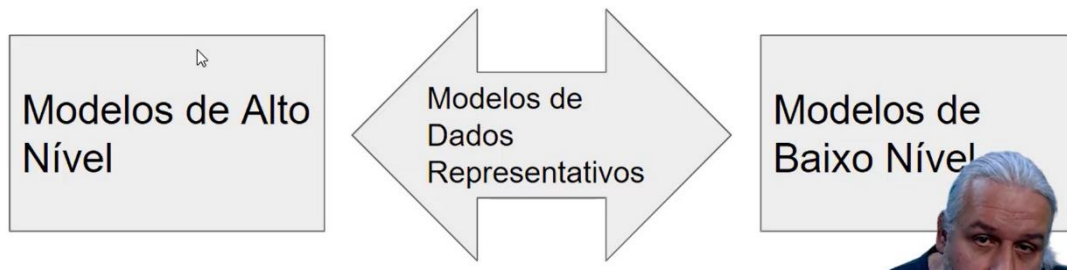 Modelos de Alto
Nível
Modelos de
Dados
Representativos
Modelos de
Baixo Nível